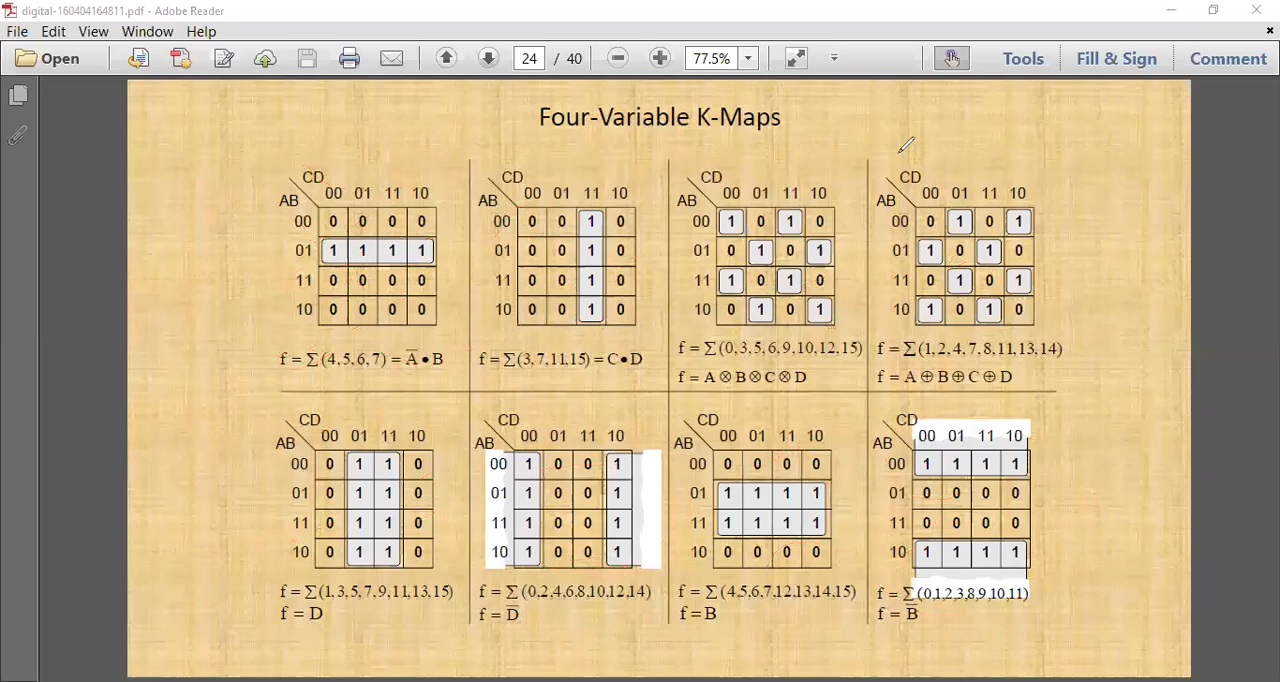 digital-160404164811.pdf - Adobe Reader
File Edit View Window Help
Open 24 / 40 77.5% Tools Fill & Sign Comment
Four-Variable K-Maps
CD
AB 00 01 11 10
00 0 0 0 0
01 1 1 1 1
11 0 0 0 0
10 0 0 0 0
f = ∑(4,5,6,7) = A̅ • B
CD
AB 00 01 11 10
00 0 0 1 0
01 0 0 1 0
11 0 0 1 0
10 0 0 1 0
f = ∑(3,7,11,15) = C • D
CD
AB 00 01 11 10
00 1 0 1 0
01 0 1 0 1
11 1 0 1 0
10 0 1 0 1
f = ∑(0,3,5,6,9,10,12,15)
f = A ⊗ B ⊗ C ⊗ D
CD
AB 00 01 11 10
00 0 1 0 1
01 1 0 1 0
11 0 1 0 1
10 1 0 1 0
f = ∑(1,2,4,7,8,11,13,14)
f = A ⊕ B ⊕ C ⊕ D
CD
AB 00 01 11 10
00 0 1 1 0
01 0 1 1 0
11 0 1 1 0
10 0 1 1 0
f = ∑(1,3,5,7,9,11,13,15)
f = D
CD
AB 00 01 11 10
00 1 0 0 1
01 1 0 0 1
11 1 0 0 1
10 1 0 0 1
f = ∑(0,2,4,6,8,10,12,14)
f = D̅
CD
AB 00 01 11 10
00 0 0 0 0
01 1 1 1 1
11 1 1 1 1
10 0 0 0 0
f = ∑(4,5,6,7,12,13,14,15)
f = B
CD
AB 00 01 11 10
00 1 1 1 1
01 0 0 0 0
11 0 0 0 0
10 1 1 1 1
f = ∑(0,1,2,3,8,9,10,11)
f = B̅